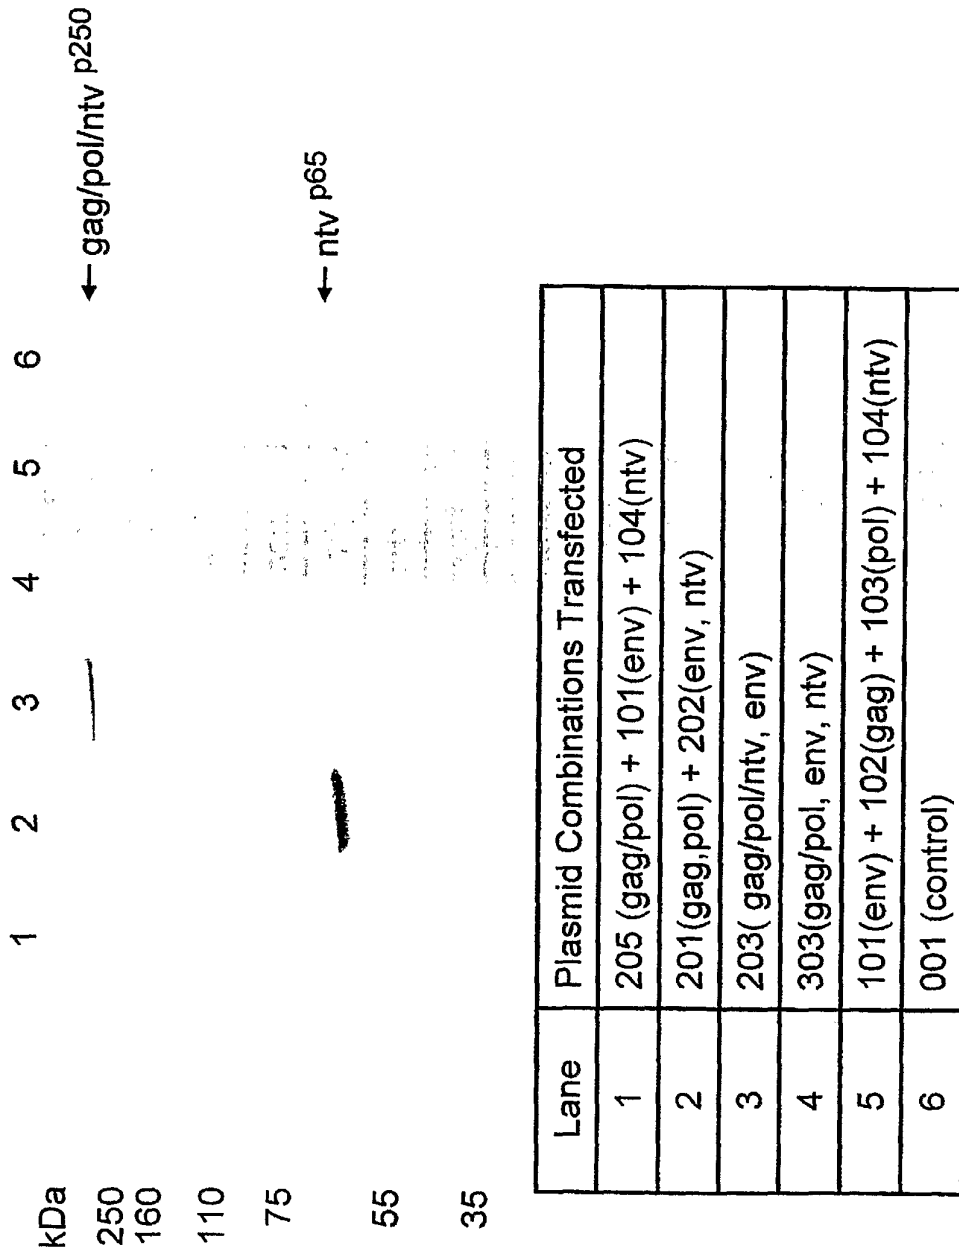 1 2 3 4 5 6
kDa
250
160
110
75
55
35
← gag/pol/ntv p250
← ntv p65
Lane Plasmid Combinations Transfected
1 205 (gag/pol) + 101(env) + 104(ntv)
2 201(gag,pol) + 202(env, ntv)
3 203( gag/pol/ntv, env)
4 303(gag/pol, env, ntv)
5 101(env) + 102(gag) + 103(pol) + 104(ntv)
6 001 (control)